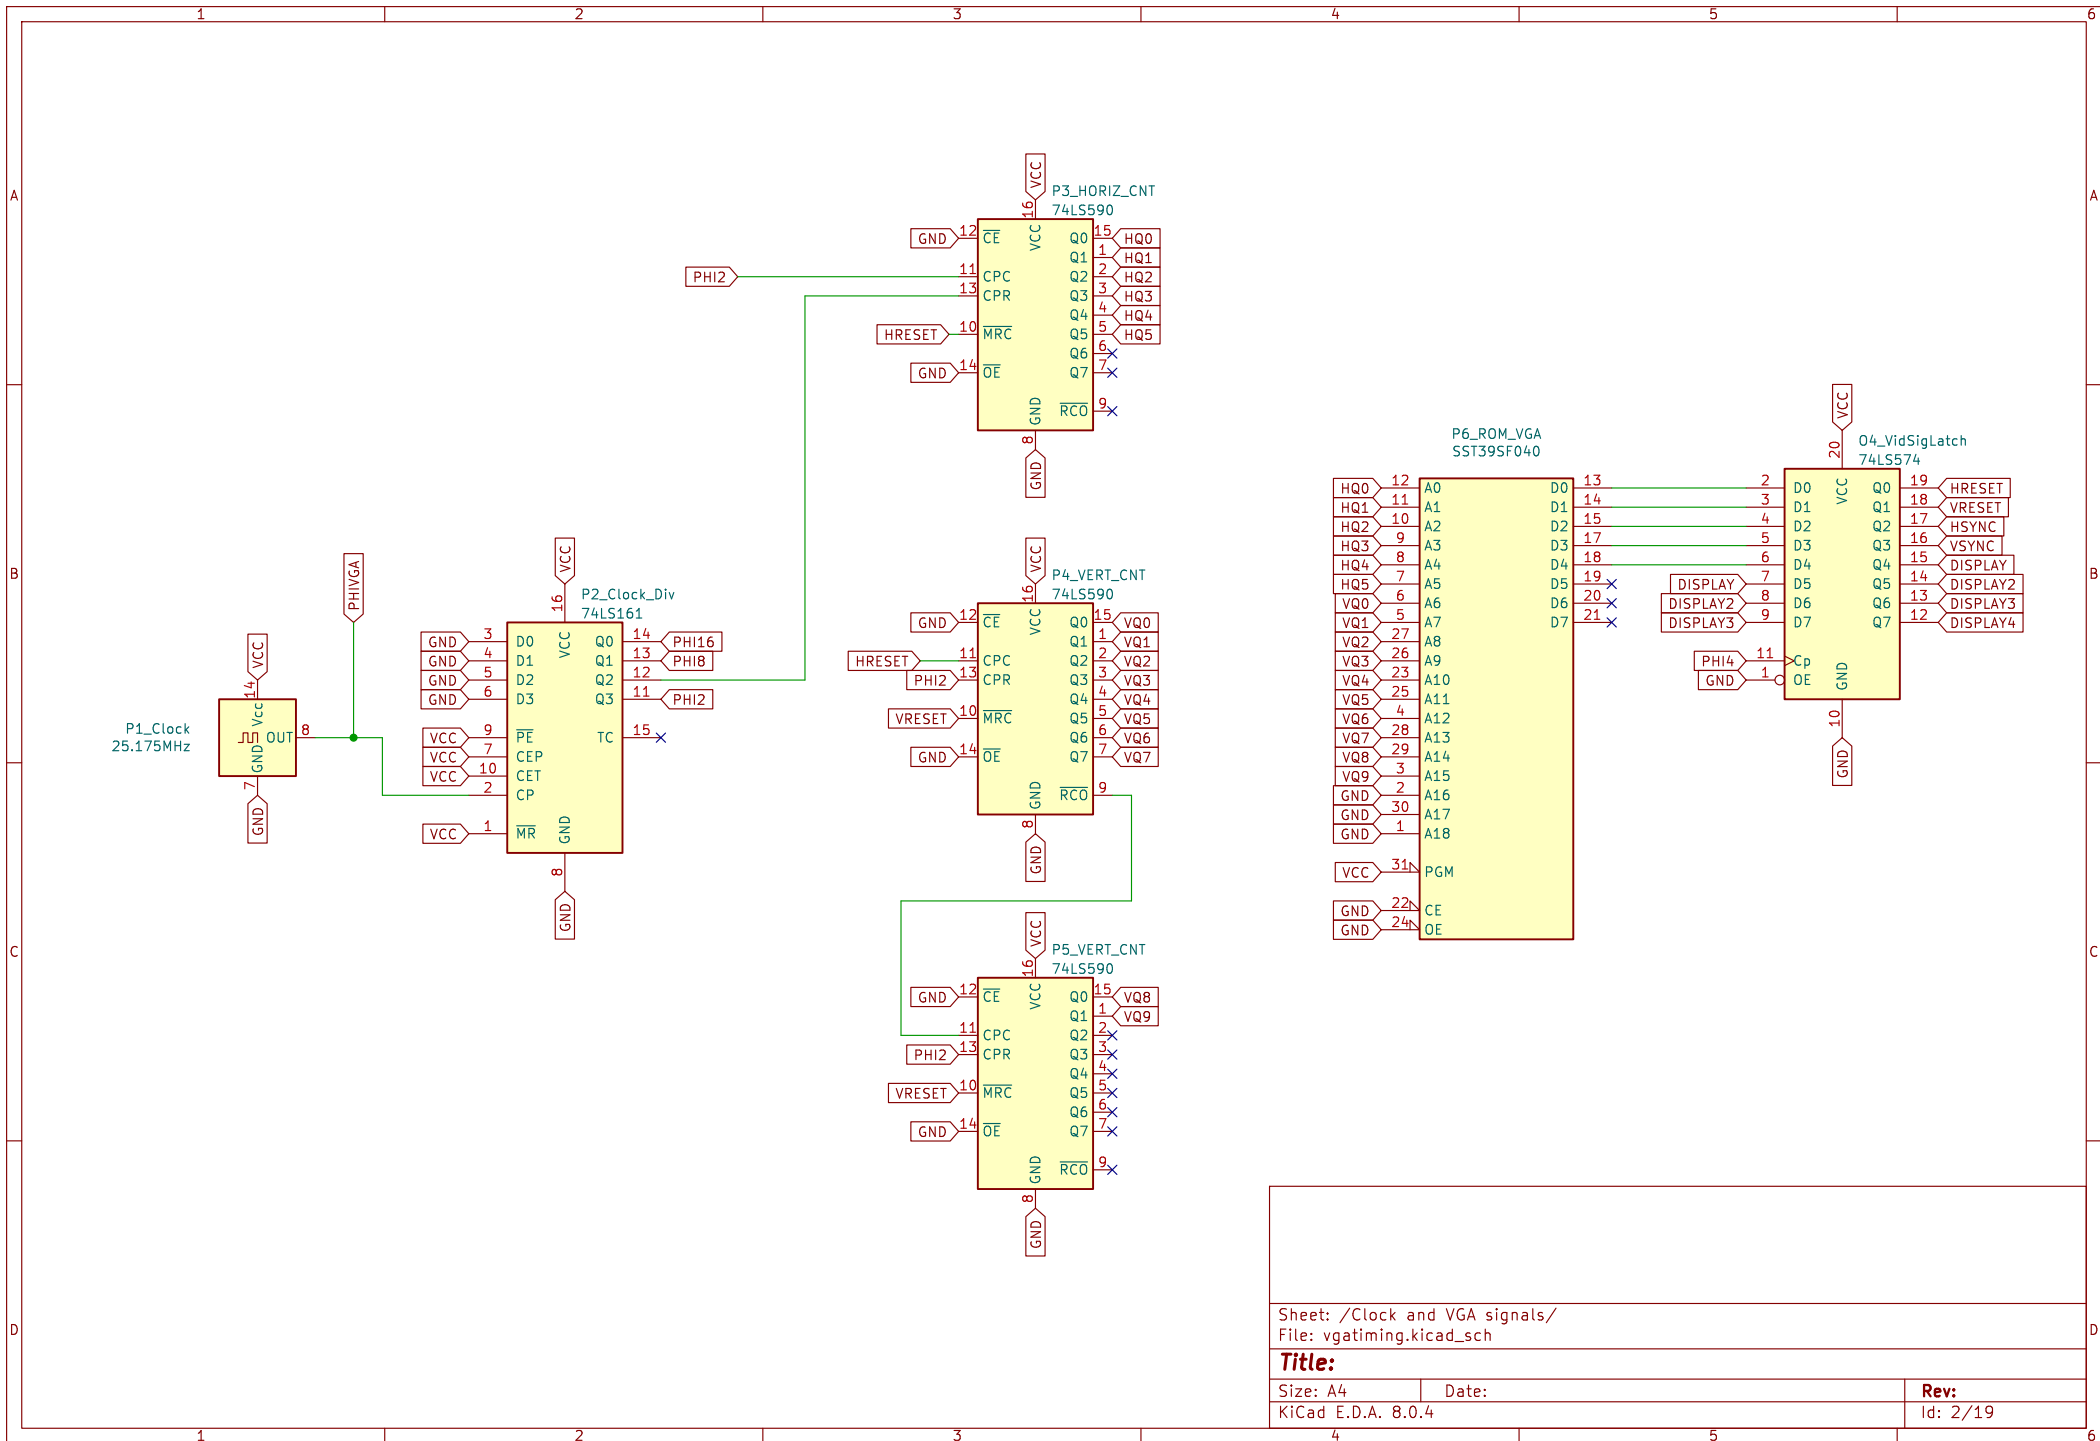 1 2 3 4 5 6
A A
B B
C C
D D
1 2 3 4 5 6
P1_Clock
25.175MHz
VCC
14
Vcc
OUT 8
GND
7
GND
PHIVGA
P2_Clock_Div
74LS161
VCC
16
VCC
GND 3 D0 Q0 14 PHI16
GND 4 D1 Q1 13 PHI8
GND 5 D2 Q2 12
GND 6 D3 Q3 11 PHI2
VCC 9 PE TC 15
VCC 7 CEP
VCC 10 CET
2 CP
VCC 1 MR
GND
8
GND
P3_HORIZ_CNT
74LS590
VCC
16
VCC
GND 12 CE Q0 15 HQ0
Q1 1 HQ1
PHI2 11 CPC Q2 2 HQ2
13 CPR Q3 3 HQ3
Q4 4 HQ4
HRESET 10 MRC Q5 5 HQ5
Q6 6
GND 14 OE Q7 7
RCO 9
GND
8
GND
P4_VERT_CNT
74LS590
VCC
16
VCC
GND 12 CE Q0 15 VQ0
Q1 1 VQ1
HRESET 11 CPC Q2 2 VQ2
PHI2 13 CPR Q3 3 VQ3
Q4 4 VQ4
VRESET 10 MRC Q5 5 VQ5
Q6 6 VQ6
GND 14 OE Q7 7 VQ7
RCO 9
GND
8
GND
P5_VERT_CNT
74LS590
VCC
16
VCC
GND 12 CE Q0 15 VQ8
Q1 1 VQ9
11 CPC Q2 2
PHI2 13 CPR Q3 3
Q4 4
VRESET 10 MRC Q5 5
Q6 6
GND 14 OE Q7 7
RCO 9
GND
8
GND
P6_ROM_VGA
SST39SF040
HQ0 12 A0 D0 13
HQ1 11 A1 D1 14
HQ2 10 A2 D2 15
HQ3 9 A3 D3 17
HQ4 8 A4 D4 18
HQ5 7 A5 D5 19
VQ0 6 A6 D6 20
VQ1 5 A7 D7 21
VQ2 27 A8
VQ3 26 A9
VQ4 23 A10
VQ5 25 A11
VQ6 4 A12
VQ7 28 A13
VQ8 29 A14
VQ9 3 A15
GND 2 A16
GND 30 A17
GND 1 A18
VCC 31 PGM
GND 22 CE
GND 24 OE
O4_VidSigLatch
74LS574
VCC
20
VCC
2 D0 Q0 19 HRESET
3 D1 Q1 18 VRESET
4 D2 Q2 17 HSYNC
5 D3 Q3 16 VSYNC
6 D4 Q4 15 DISPLAY
DISPLAY 7 D5 Q5 14 DISPLAY2
DISPLAY2 8 D6 Q6 13 DISPLAY3
DISPLAY3 9 D7 Q7 12 DISPLAY4
PHI4 11 Cp
GND 1 OE
GND
10
GND
Sheet: /Clock and VGA signals/
File: vgatiming.kicad_sch
Title:
Size: A4 Date: Rev:
KiCad E.D.A. 8.0.4 Id: 2/19